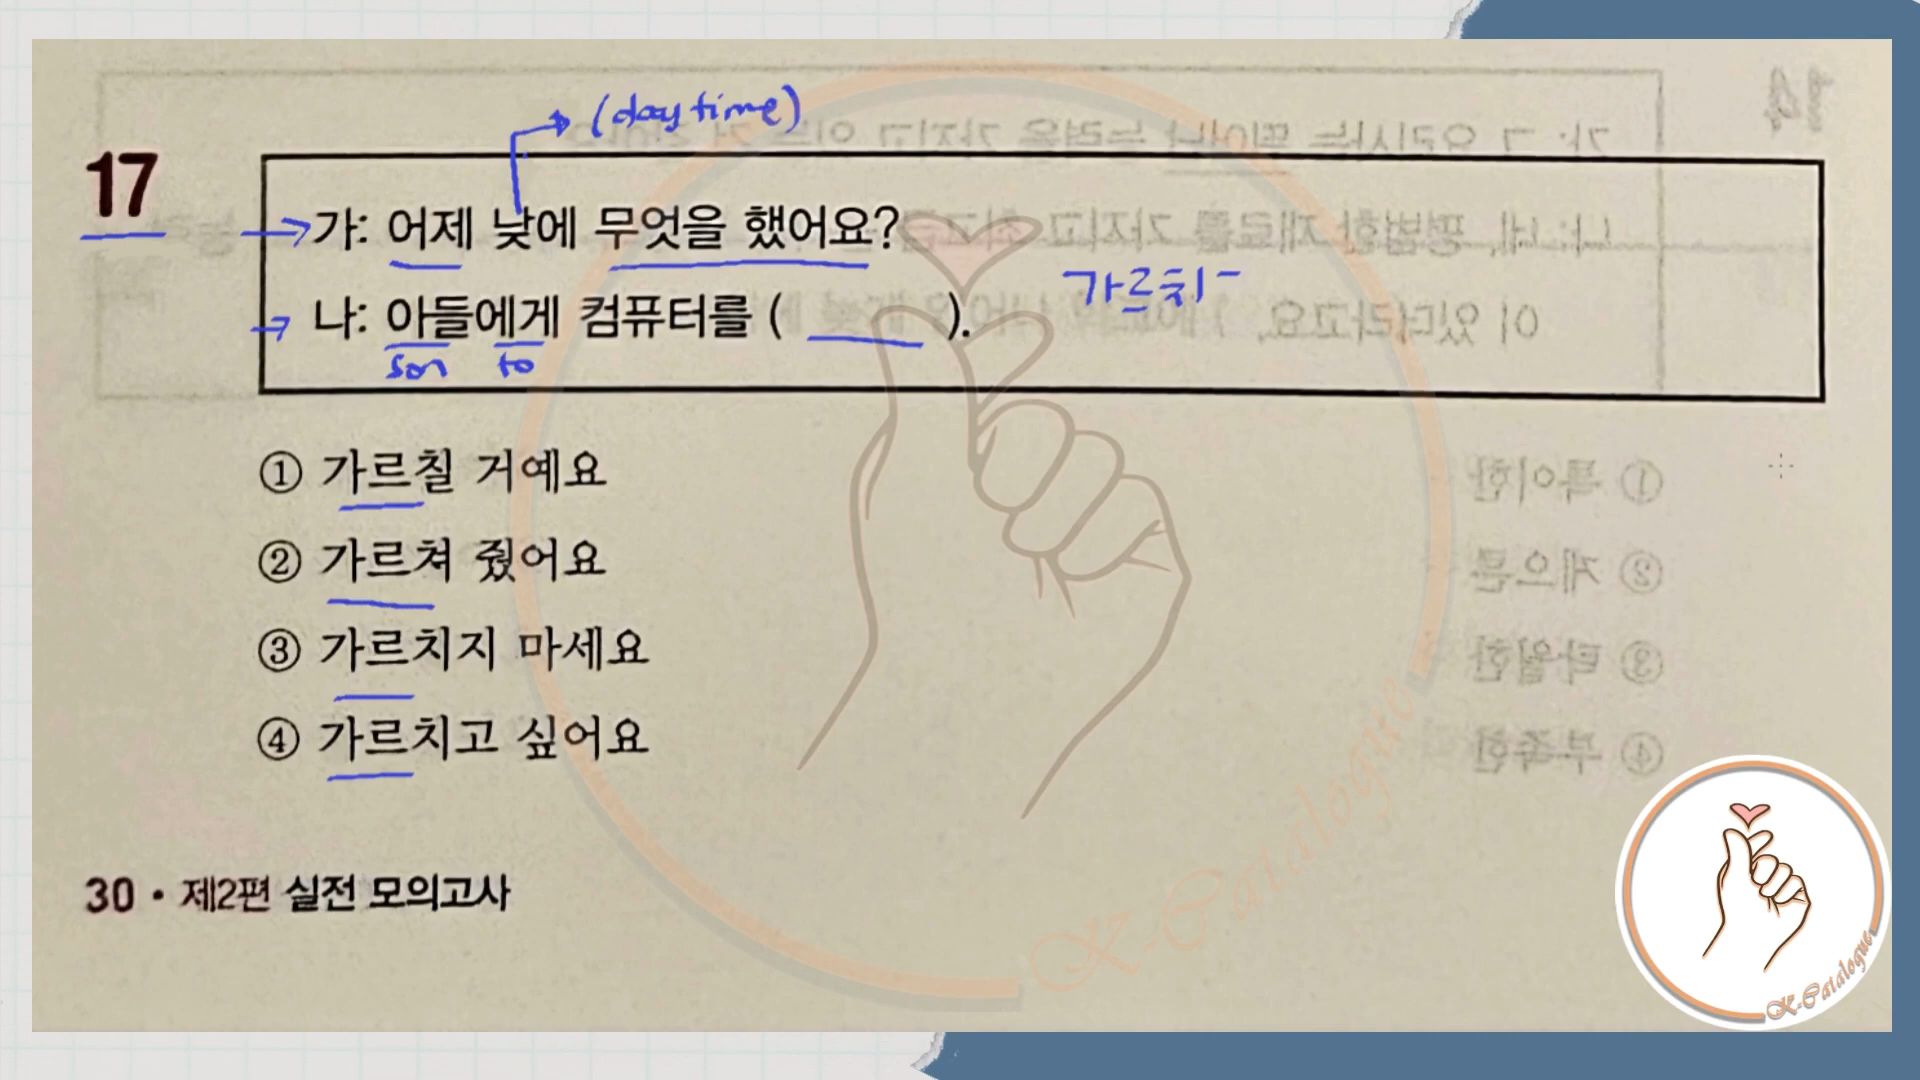 (day time)
17
가: 어제 낮에 무엇을 했어요?
가르치-
나: 아들에게 컴퓨터를 ( ).
son to
① 가르칠 거예요
② 가르쳐 줬어요
③ 가르치지 마세요
④ 가르치고 싶어요
30 • 제2편 실전 모의고사
K-Catalogue
K-Catalogue